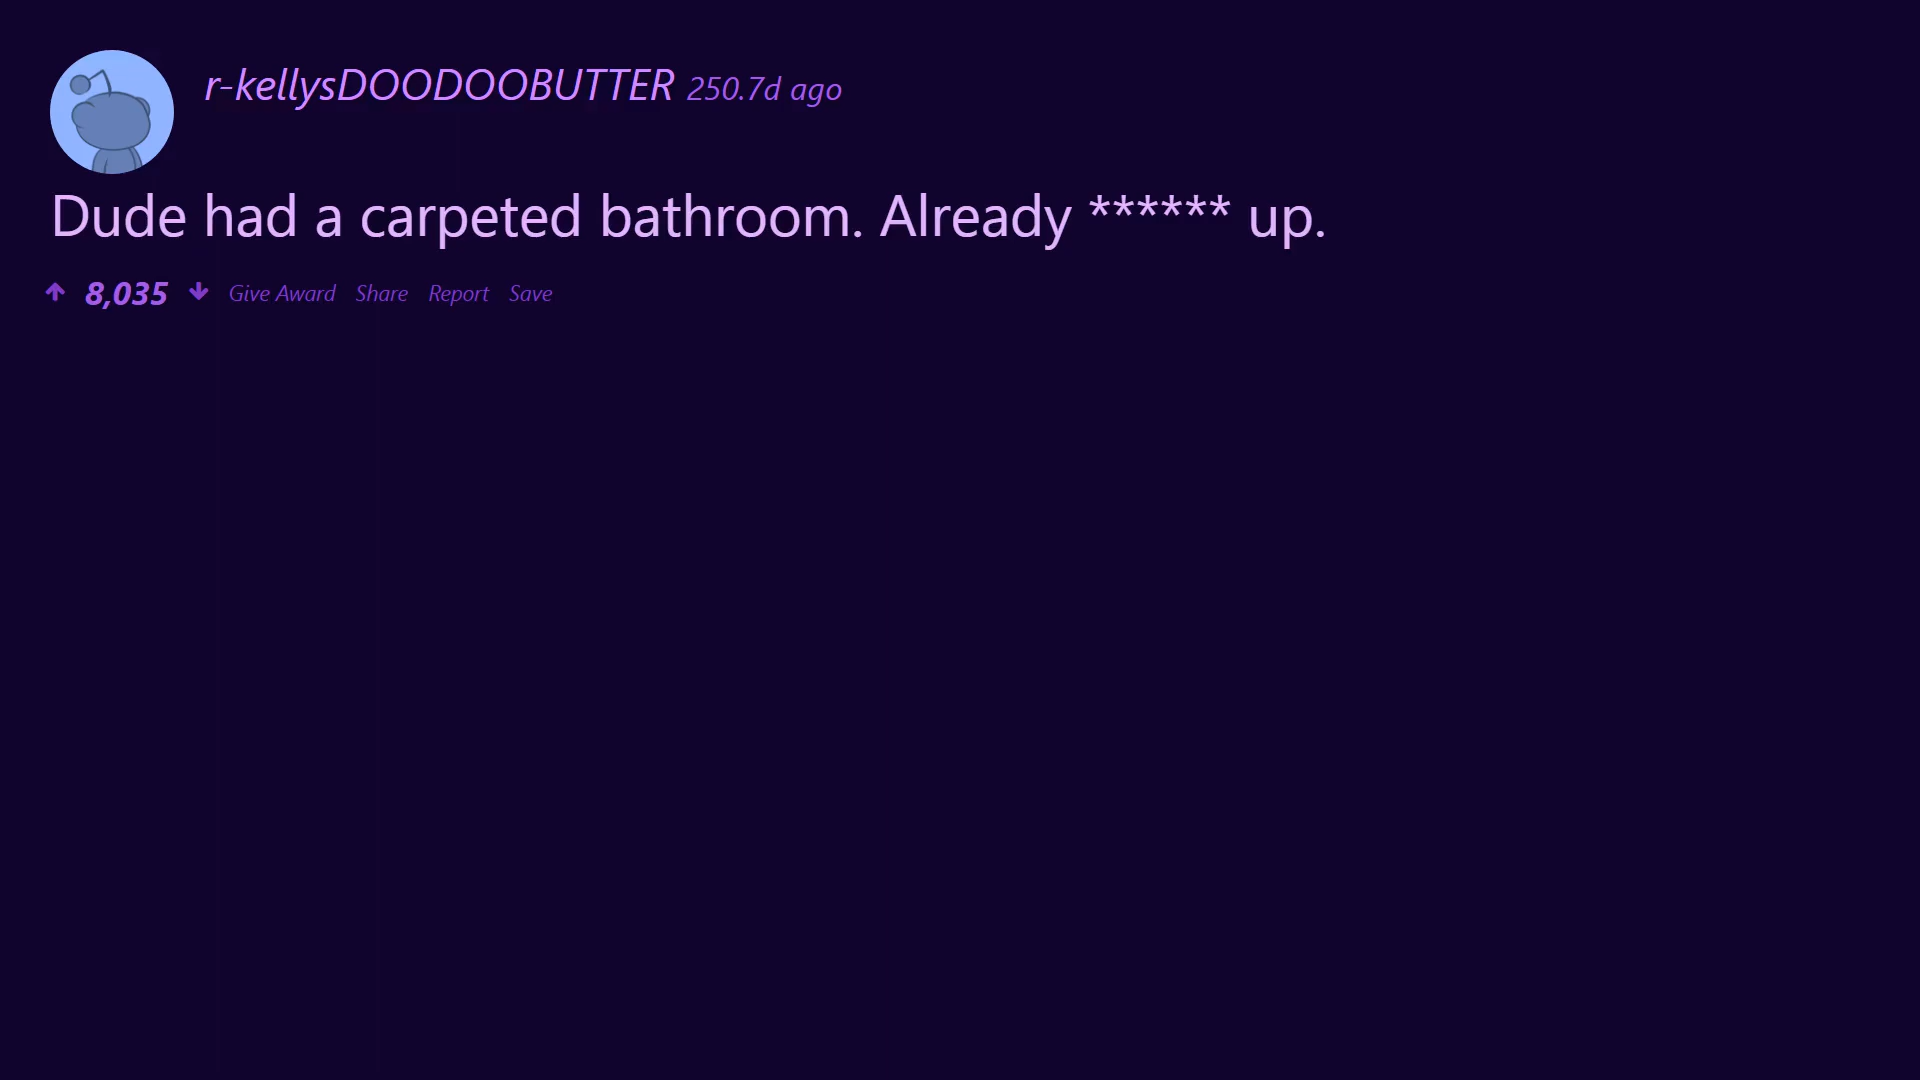 r-kellysDOODOOBUTTER 250.7d ago
Dude had a carpeted bathroom. Already ****** up.
8,035 Give Award Share Report Save